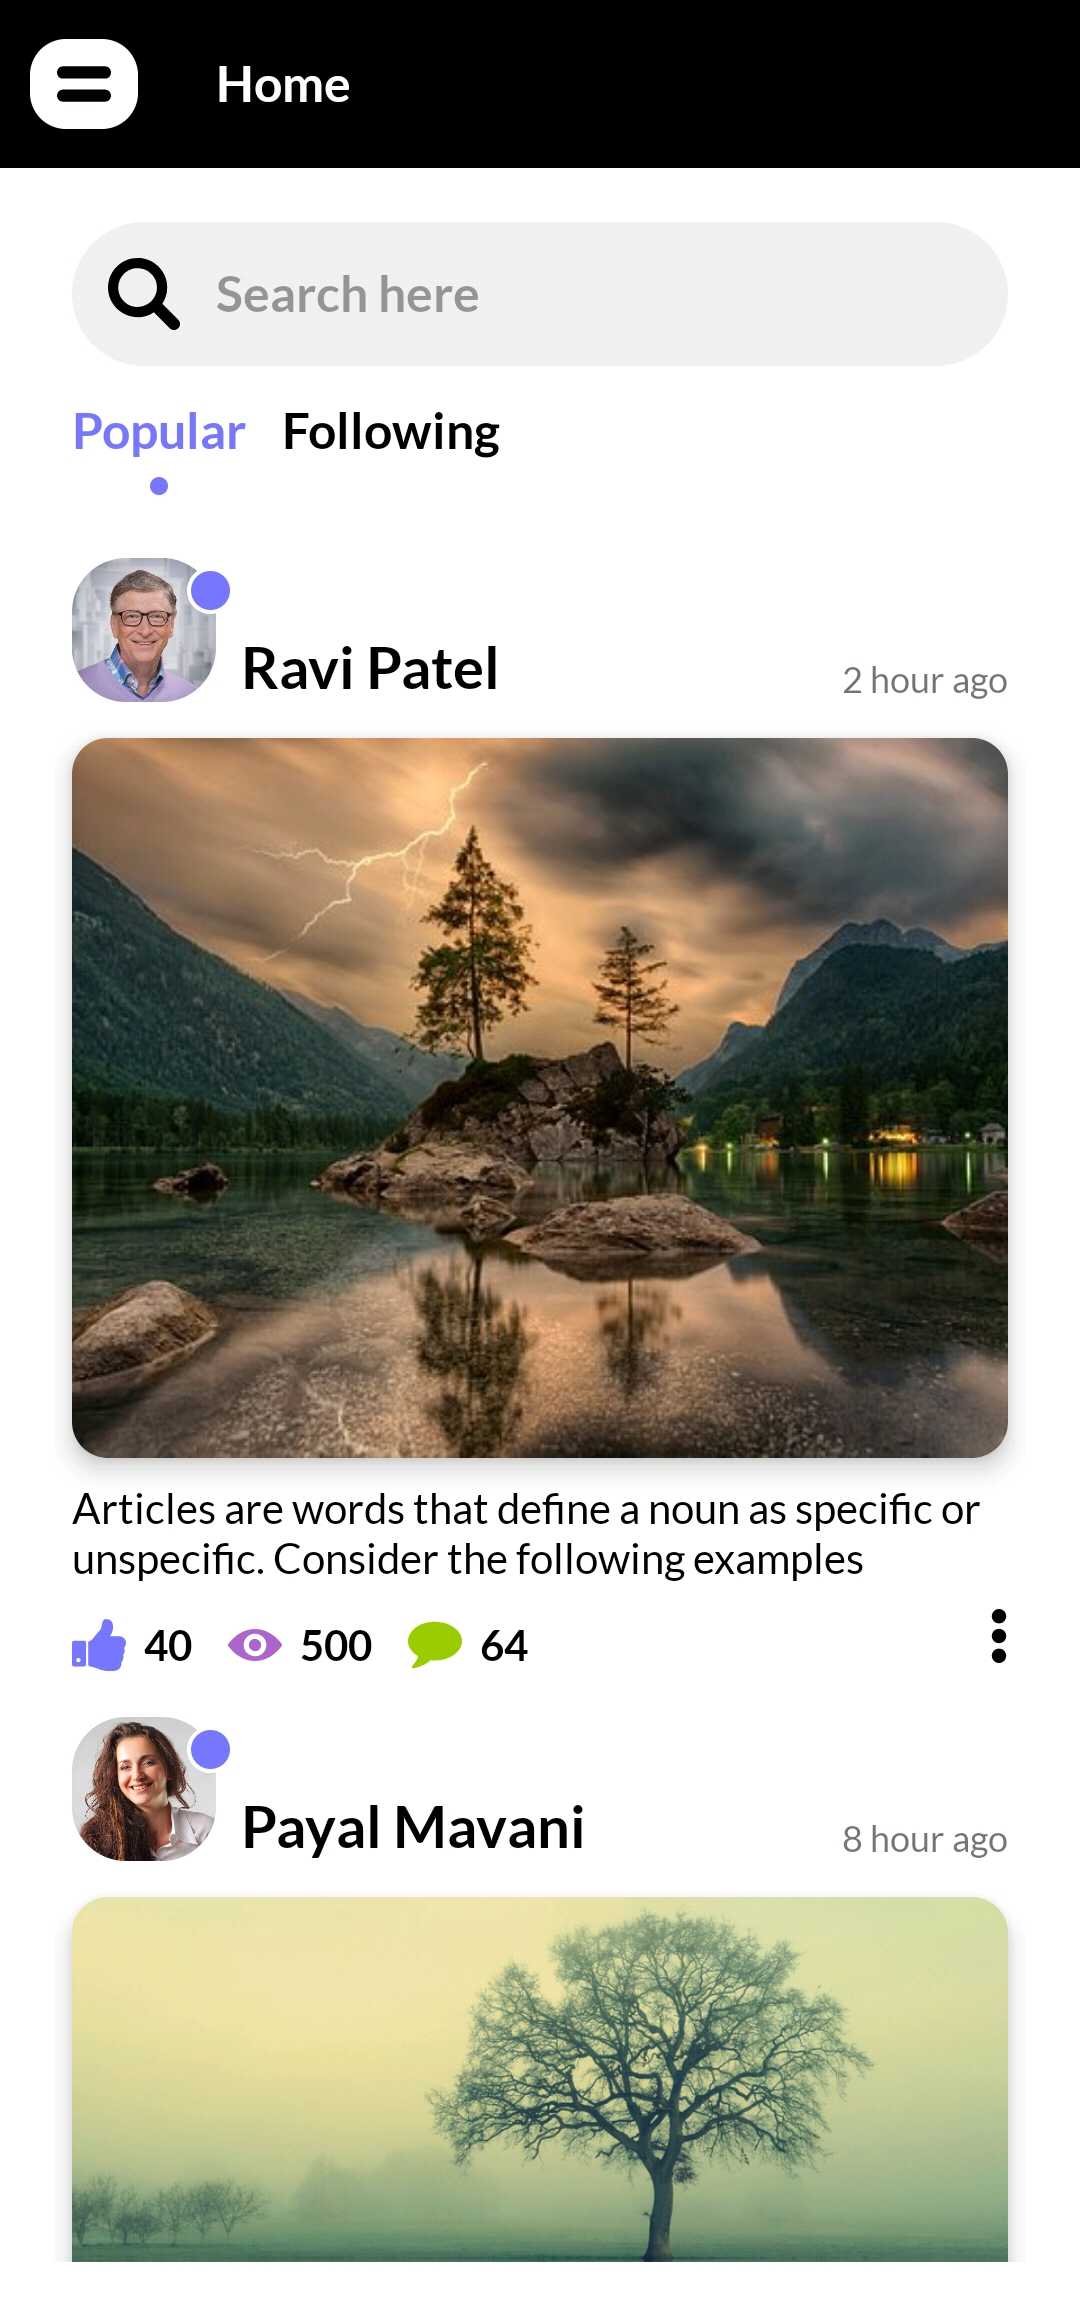 Home
Search here
Popular Following
Ravi Patel
2 hour ago
Articles are words that define a noun as specific or
unspecific. Consider the following examples
40 500 64
Payal Mavani
8 hour ago